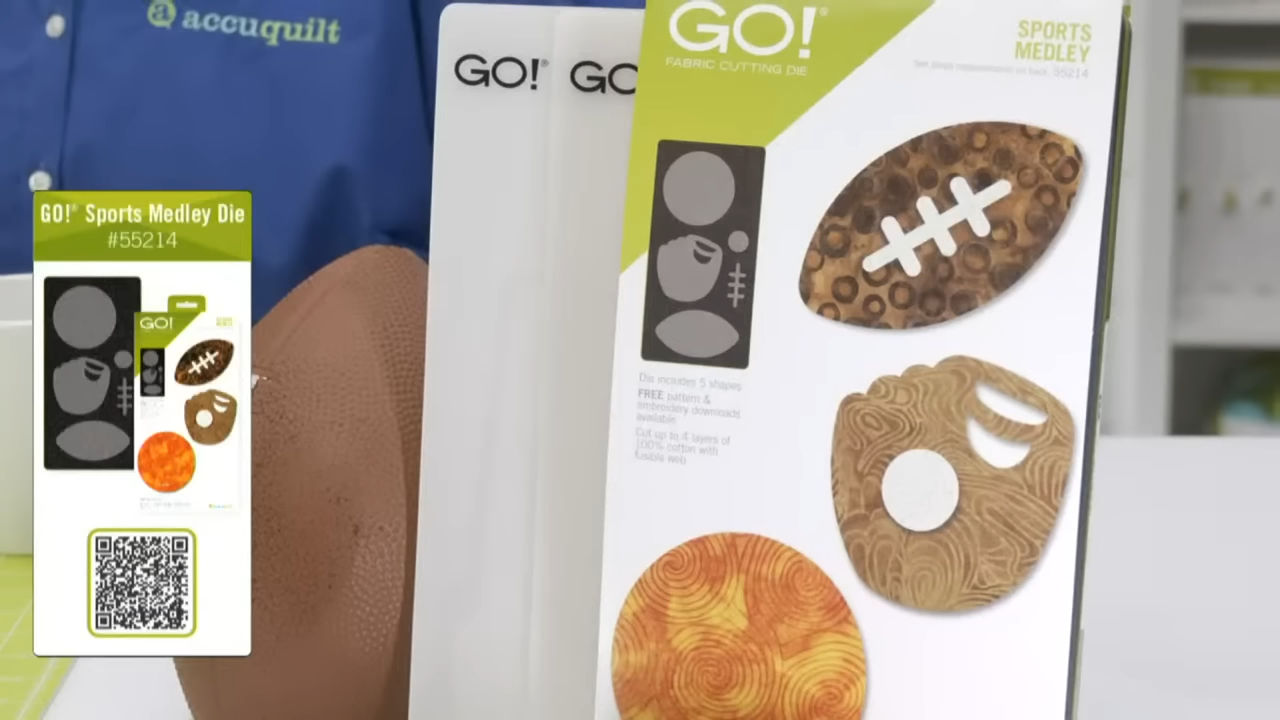 accuquilt
GO!® Sports Medley Die
#55214
GO!
GO!®
GO
GO!®
FABRIC CUTTING DIE
SPORTS
MEDLEY
55214
Die includes 5 shapes
FREE pattern &
embroidery downloads
available
Cut up to 4 layers of
100% cotton with
fusible web